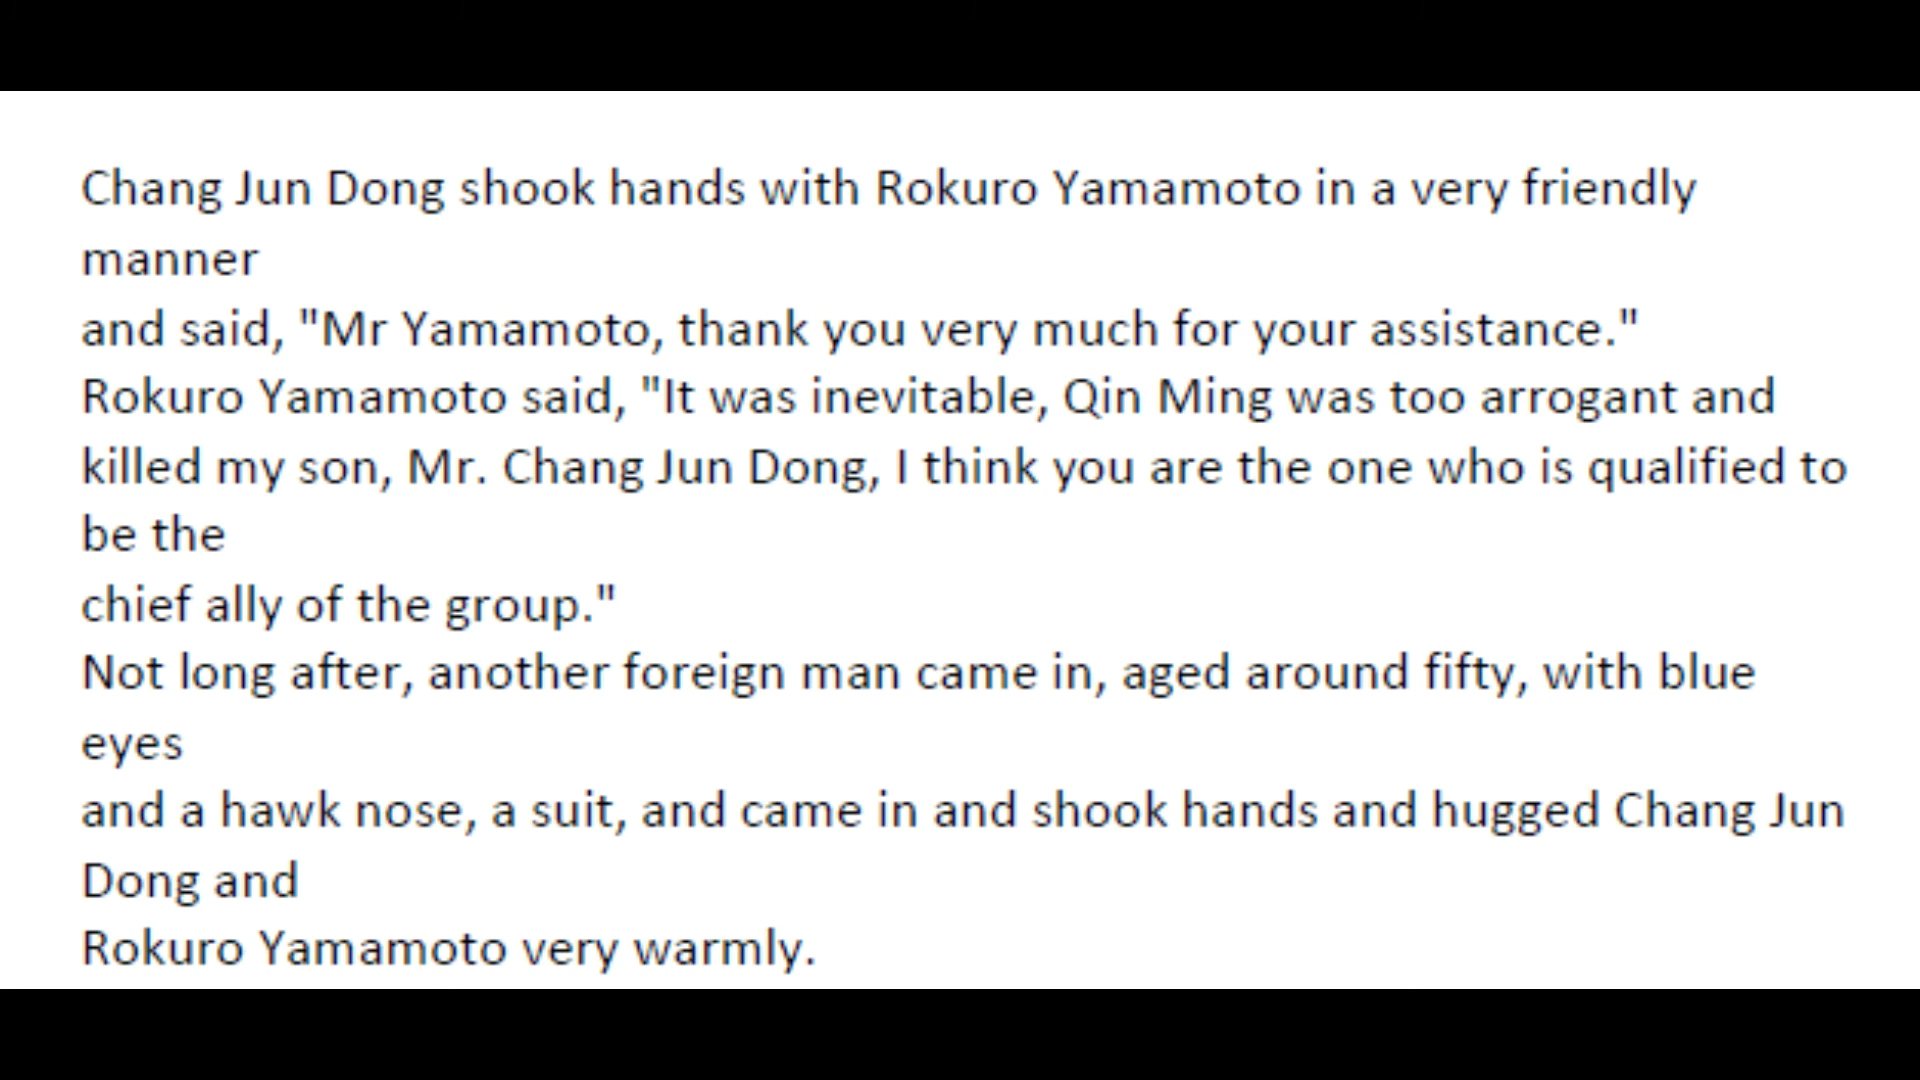 Chang Jun Dong shook hands with Rokuro Yamamoto in a very friendly
manner
and said, "Mr Yamamoto, thank you very much for your assistance."
Rokuro Yamamoto said, "It was inevitable, Qin Ming was too arrogant and
killed my son, Mr. Chang Jun Dong, I think you are the one who is qualified to
be the
chief ally of the group."
Not long after, another foreign man came in, aged around fifty, with blue
eyes
and a hawk nose, a suit, and came in and shook hands and hugged Chang Jun
Dong and
Rokuro Yamamoto very warmly.